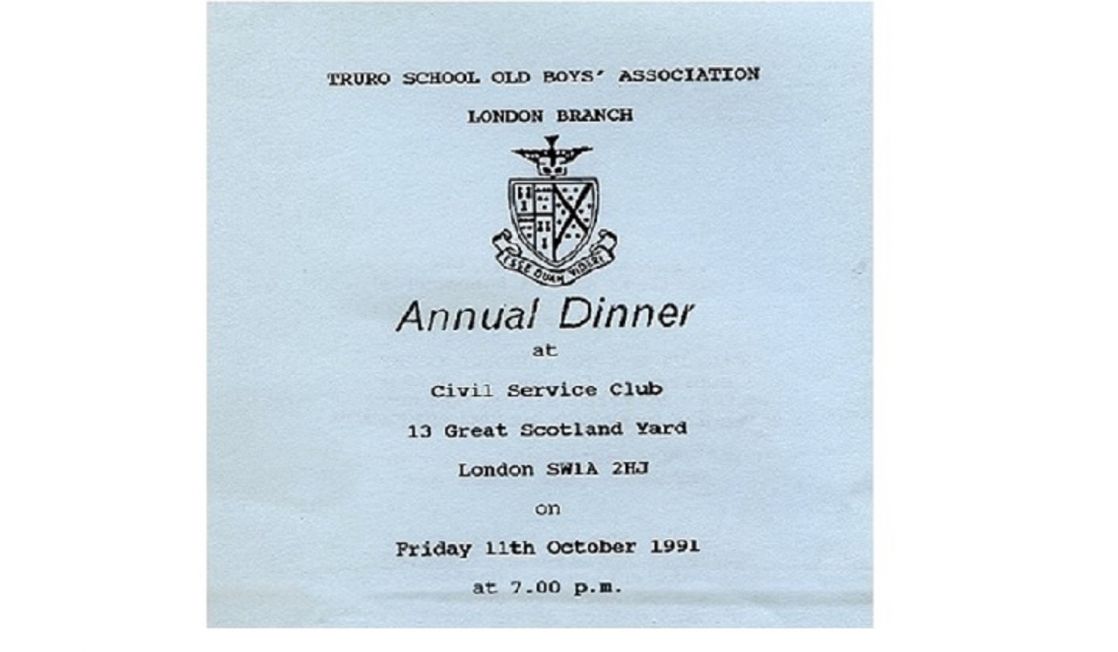 TRURO SCHOOL OLD BOYS' ASSOCIATION
LONDON BRANCH
ESSE QUAM VIDERI
Annual Dinner
at
Civil Service Club
13 Great Scotland Yard
London SW1A 2HJ
on
Friday 11th October 1991
at 7.00 p.m.